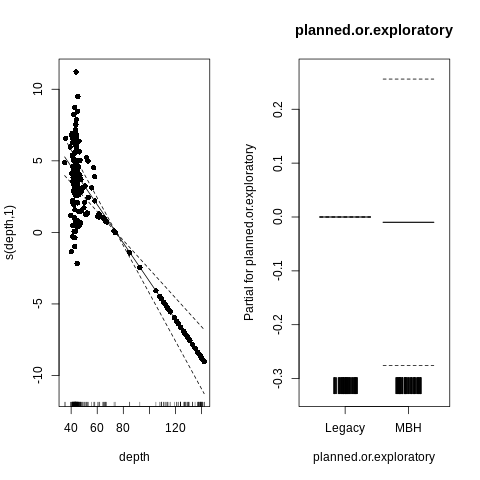 planned.or.exploratory
10
5
0
-5
-10
s(depth,1)
40
60
80
120
depth
0.2
0.1
0.0
-0.1
-0.2
-0.3
Partial for planned.or.exploratory
Legacy
MBH
planned.or.exploratory